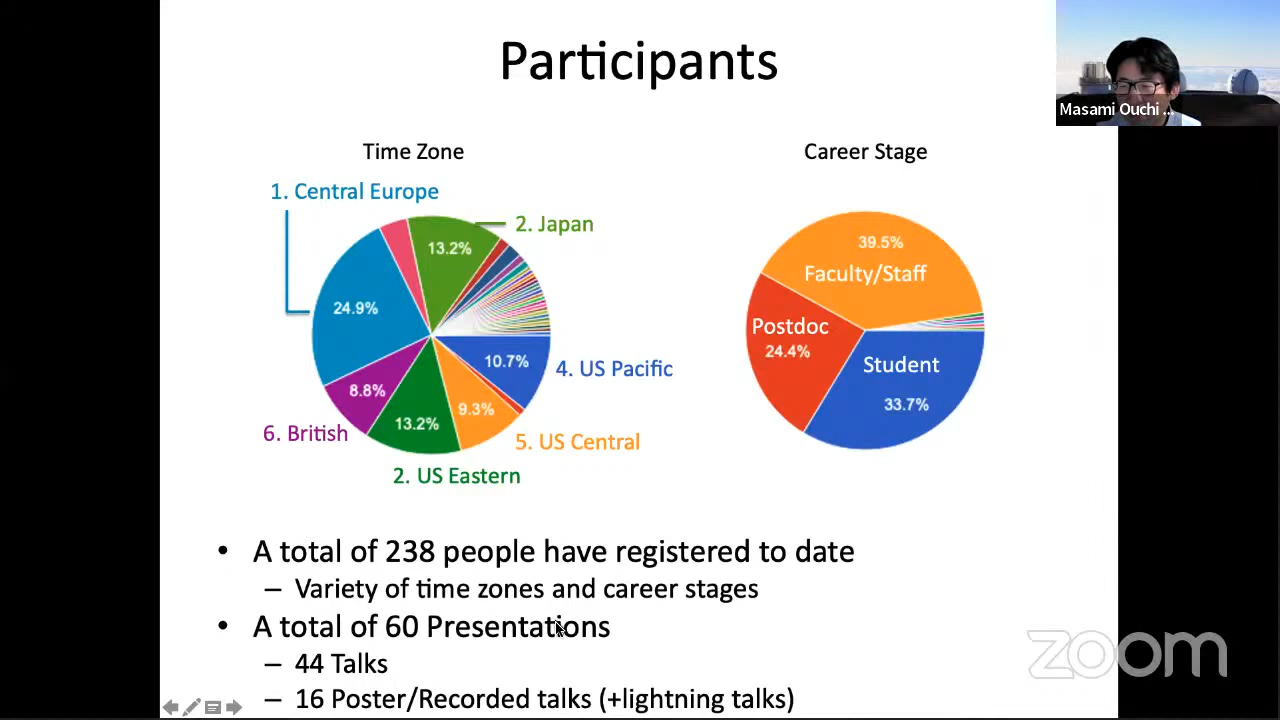 Participants
Masami Ouchi ...
Time Zone
Career Stage
1. Central Europe
2. Japan
13.2%
39.5%
Faculty/Staff
24.9%
Postdoc
24.4%
10.7%
4. US Pacific
Student
8.8%
9.3%
33.7%
13.2%
6. British
5. US Central
2. US Eastern
• A total of 238 people have registered to date
– Variety of time zones and career stages
• A total of 60 Presentations
– 44 Talks
– 16 Poster/Recorded talks (+lightning talks)
zoom